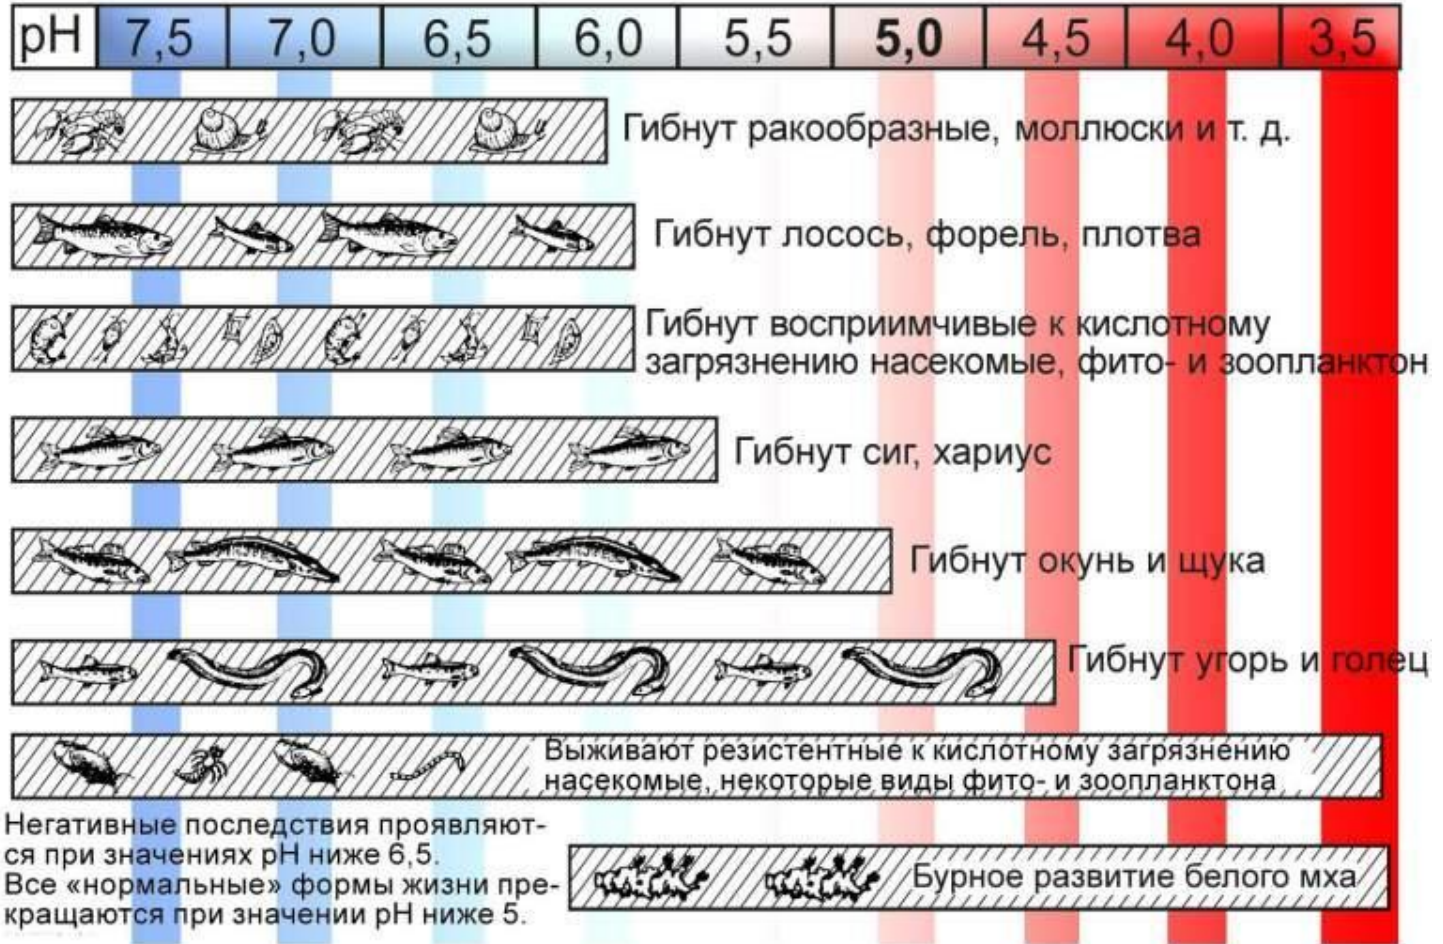 pH 7,5 7,0 6,5 6,0 5,5 5,0 4,5 4,0 3,5
Гибнут ракообразные, моллюски и т. д.
Гибнут лосось, форель, плотва
Гибнут восприимчивые к кислотному
загрязнению насекомые, фито- и зоопланктон
Гибнут сиг, хариус
Гибнут окунь и щука
Гибнут угорь и голец
Выживают резистентные к кислотному загрязнению
насекомые, некоторые виды фито- и зоопланктона
Негативные последствия проявляют-
ся при значениях pH ниже 6,5.
Все «нормальные» формы жизни пре-
кращаются при значении pH ниже 5.
Бурное развитие белого мха